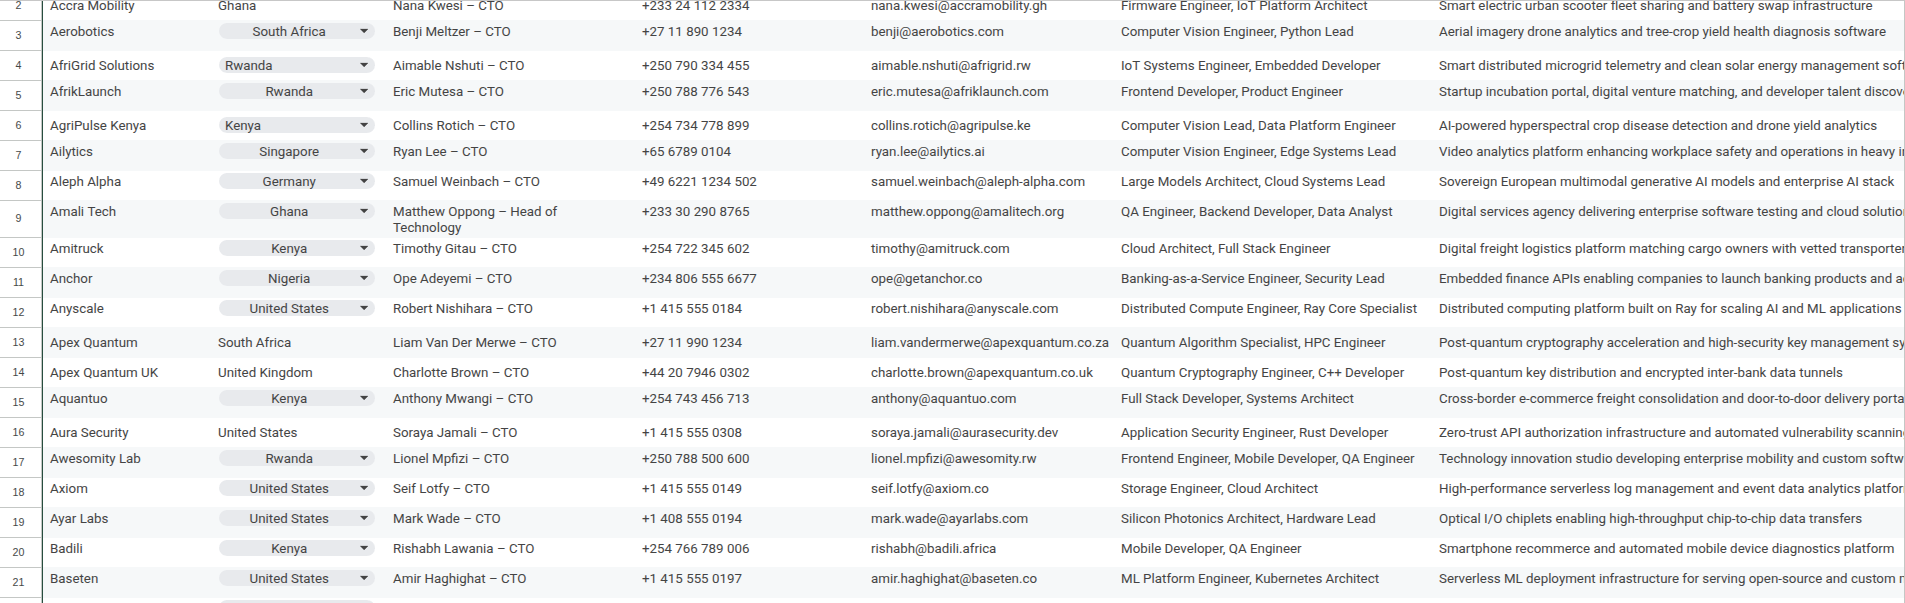 2 Accra Mobility Ghana Nana Kwesi – CTO +233 24 112 2334 nana.kwesi@accramobility.gh Firmware Engineer, IoT Platform Architect Smart electric urban scooter fleet sharing and battery swap infrastructure
3 Aerobotics South Africa Benji Meltzer – CTO +27 11 890 1234 benji@aerobotics.com Computer Vision Engineer, Python Lead Aerial imagery drone analytics and tree-crop yield health diagnosis software
4 AfriGrid Solutions Rwanda Aimable Nshuti – CTO +250 790 334 455 aimable.nshuti@afrigrid.rw IoT Systems Engineer, Embedded Developer Smart distributed microgrid telemetry and clean solar energy management soft
5 AfrikLaunch Rwanda Eric Mutesa – CTO +250 788 776 543 eric.mutesa@afriklaunch.com Frontend Developer, Product Engineer Startup incubation portal, digital venture matching, and developer talent discov
6 AgriPulse Kenya Kenya Collins Rotich – CTO +254 734 778 899 collins.rotich@agripulse.ke Computer Vision Lead, Data Platform Engineer AI-powered hyperspectral crop disease detection and drone yield analytics
7 Ailytics Singapore Ryan Lee – CTO +65 6789 0104 ryan.lee@ailytics.ai Computer Vision Engineer, Edge Systems Lead Video analytics platform enhancing workplace safety and operations in heavy i
8 Aleph Alpha Germany Samuel Weinbach – CTO +49 6221 1234 502 samuel.weinbach@aleph-alpha.com Large Models Architect, Cloud Systems Lead Sovereign European multimodal generative AI models and enterprise AI stack
9 Amali Tech Ghana Matthew Oppong – Head of +233 30 290 8765 matthew.oppong@amalitech.org QA Engineer, Backend Developer, Data Analyst Digital services agency delivering enterprise software testing and cloud solutio
Technology
10 Amitruck Kenya Timothy Gitau – CTO +254 722 345 602 timothy@amitruck.com Cloud Architect, Full Stack Engineer Digital freight logistics platform matching cargo owners with vetted transporte
11 Anchor Nigeria Ope Adeyemi – CTO +234 806 555 6677 ope@getanchor.co Banking-as-a-Service Engineer, Security Lead Embedded finance APIs enabling companies to launch banking products and a
12 Anyscale United States Robert Nishihara – CTO +1 415 555 0184 robert.nishihara@anyscale.com Distributed Compute Engineer, Ray Core Specialist Distributed computing platform built on Ray for scaling AI and ML applications
13 Apex Quantum South Africa Liam Van Der Merwe – CTO +27 11 990 1234 liam.vandermerwe@apexquantum.co.za Quantum Algorithm Specialist, HPC Engineer Post-quantum cryptography acceleration and high-security key management sy
14 Apex Quantum UK United Kingdom Charlotte Brown – CTO +44 20 7946 0302 charlotte.brown@apexquantum.co.uk Quantum Cryptography Engineer, C++ Developer Post-quantum key distribution and encrypted inter-bank data tunnels
15 Aquantuo Kenya Anthony Mwangi – CTO +254 743 456 713 anthony@aquantuo.com Full Stack Developer, Systems Architect Cross-border e-commerce freight consolidation and door-to-door delivery porta
16 Aura Security United States Soraya Jamali – CTO +1 415 555 0308 soraya.jamali@aurasecurity.dev Application Security Engineer, Rust Developer Zero-trust API authorization infrastructure and automated vulnerability scannin
17 Awesomity Lab Rwanda Lionel Mpfizi – CTO +250 788 500 600 lionel.mpfizi@awesomity.rw Frontend Engineer, Mobile Developer, QA Engineer Technology innovation studio developing enterprise mobility and custom softw
18 Axiom United States Seif Lotfy – CTO +1 415 555 0149 seif.lotfy@axiom.co Storage Engineer, Cloud Architect High-performance serverless log management and event data analytics platfor
19 Ayar Labs United States Mark Wade – CTO +1 408 555 0194 mark.wade@ayarlabs.com Silicon Photonics Architect, Hardware Lead Optical I/O chiplets enabling high-throughput chip-to-chip data transfers
20 Badili Kenya Rishabh Lawania – CTO +254 766 789 006 rishabh@badili.africa Mobile Developer, QA Engineer Smartphone recommerce and automated mobile device diagnostics platform
21 Baseten United States Amir Haghighat – CTO +1 415 555 0197 amir.haghighat@baseten.co ML Platform Engineer, Kubernetes Architect Serverless ML deployment infrastructure for serving open-source and custom